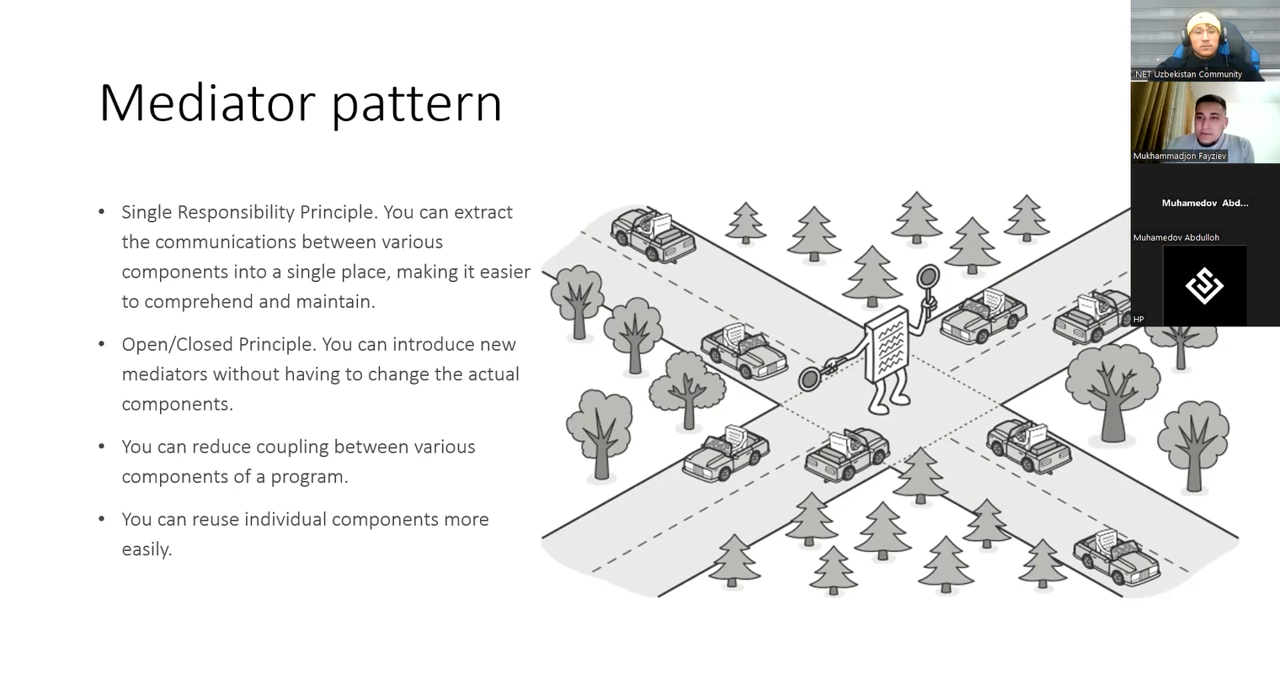 Mediator pattern
• Single Responsibility Principle. You can extract
the communications between various
components into a single place, making it easier
to comprehend and maintain.
• Open/Closed Principle. You can introduce new
mediators without having to change the actual
components.
• You can reduce coupling between various
components of a program.
• You can reuse individual components more
easily.
.NET Uzbekistan Community
Mukhammadjon Fayziev
Muhamedov Abd...
Muhamedov Abdulloh
HP